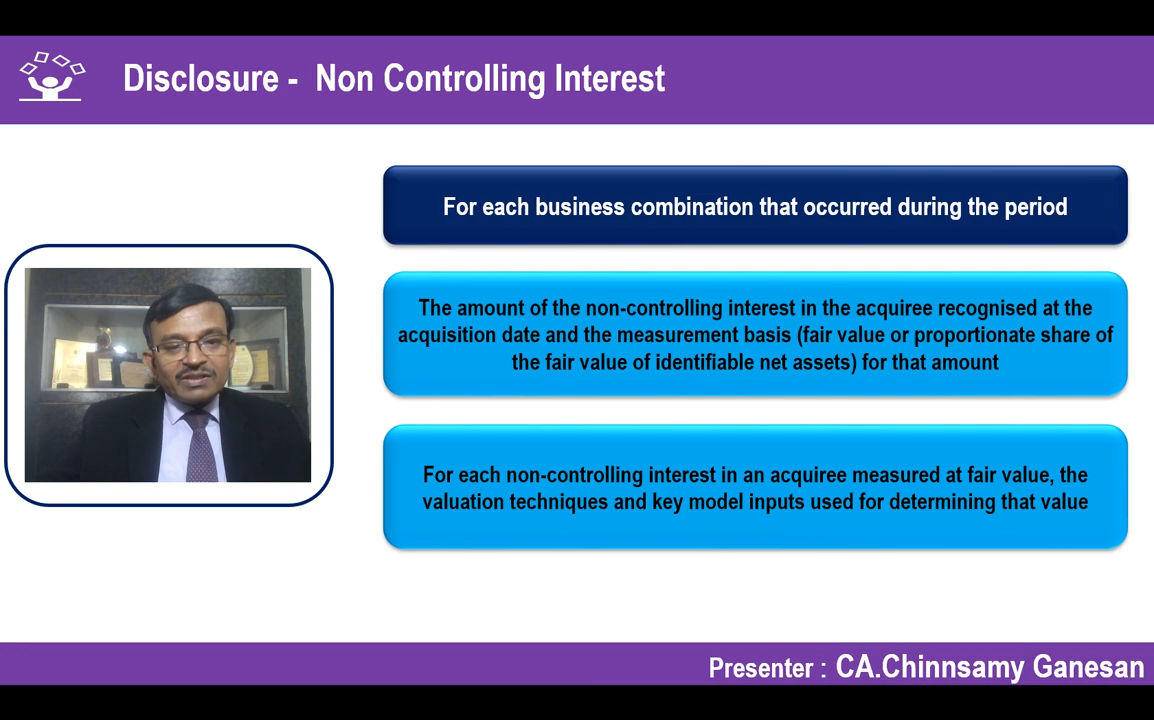 Disclosure - Non Controlling Interest
For each business combination that occurred during the period
The amount of the non-controlling interest in the acquiree recognised at the
acquisition date and the measurement basis (fair value or proportionate share of
the fair value of identifiable net assets) for that amount
For each non-controlling interest in an acquiree measured at fair value, the
valuation techniques and key model inputs used for determining that value
Presenter : CA.Chinnsamy Ganesan